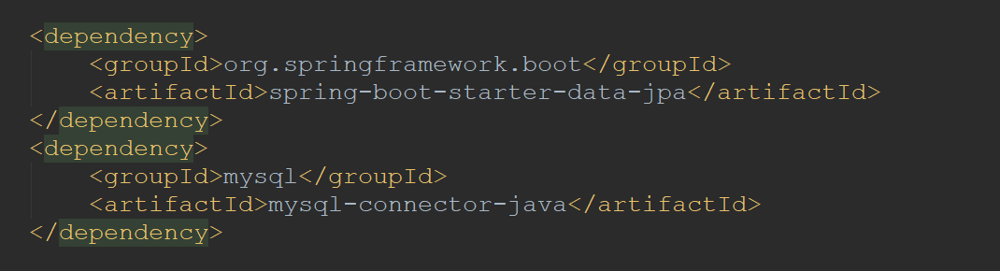 <dependency>
    <groupId>org.springframework.boot</groupId>
    <artifactId>spring-boot-starter-data-jpa</artifactId>
</dependency>
<dependency>
    <groupId>mysql</groupId>
    <artifactId>mysql-connector-java</artifactId>
</dependency>